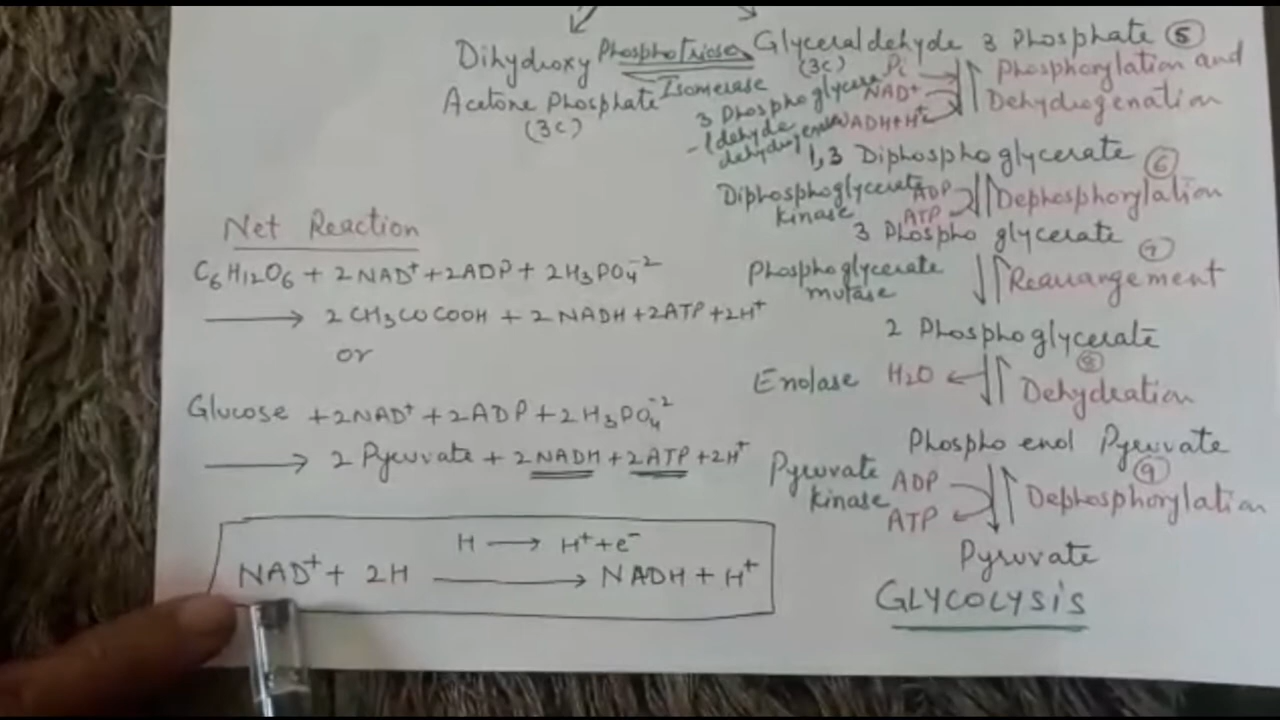 Dihydroxy Acetone Phosphate
(3C)
Phosphotriose Isomerase
Glyceraldehyde 3 Phosphate (5)
(3C)
Pi
NAD+
NADH+H+
Phosphorylation and
Dehydrogenation
1,3 Diphosphoglycerate
(6)
Diphosphoglycerate
kinase
ADP
ATP
Dephosphorylation
3 Phospho glycerate
(7)
Phosphoglycerate
mutase
Rearrangement
2 Phosphoglycerate
(8)
Enolase
H2O
Dehydration
Phospho enol Pyruvate
(9)
Pyruvate
kinase
ADP
ATP
Dephosphorylation
Pyruvate
GLYCOLYSIS
Net Reaction
C6H12O6 + 2NAD+ + 2ADP + 2H3PO4-2
⟶ 2CH3COCOOH + 2NADH + 2ATP + 2H+
or
Glucose + 2NAD+ + 2ADP + 2H3PO4-2
⟶ 2 Pyruvate + 2NADH + 2ATP + 2H+
H ⟶ H+ + e-
NAD+ + 2H ⟶ NADH + H+